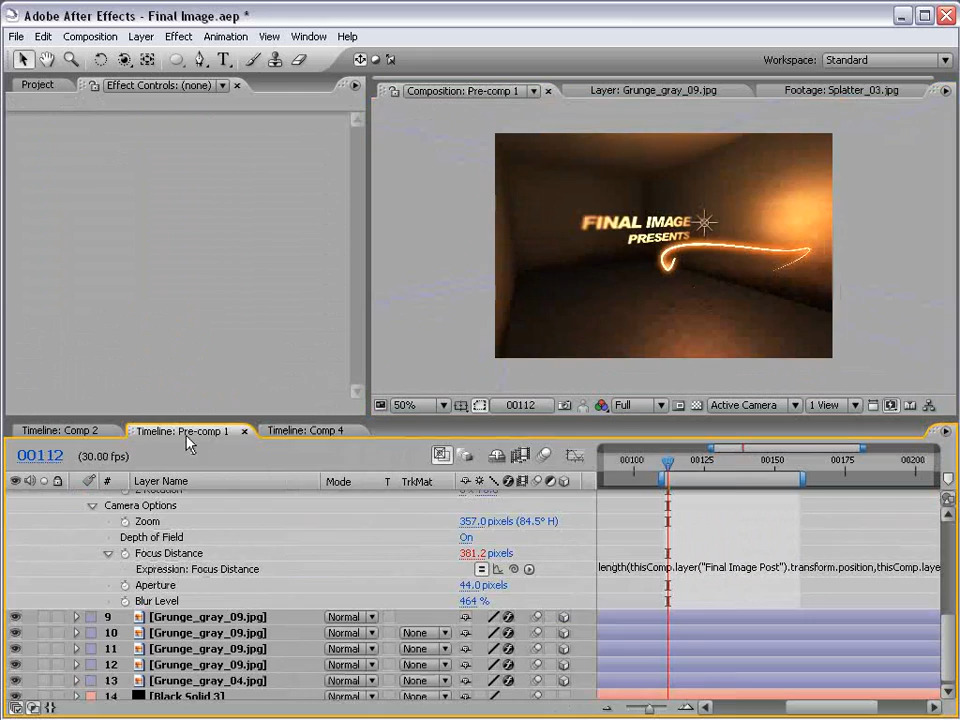 Adobe After Effects - Final Image.aep *
File Edit Composition Layer Effect Animation View Window Help
Workspace: Standard
Project Effect Controls: (none) Composition: Pre-comp 1 Layer: Grunge_gray_09.jpg Footage: Splatter_03.jpg
FINAL IMAGE
PRESENTS
50% 00112 Full Active Camera 1 View
Timeline: Comp 2 Timeline: Pre-comp 1 Timeline: Comp 4
00112 (30.00 fps) 00100 00125 00150 00175 00200
# Layer Name Mode T TrkMat
Camera Options
Zoom 357.0 pixels (84.5° H)
Depth of Field On
Focus Distance 381.2 pixels
Expression: Focus Distance length(thisComp.layer("Final Image Post").transform.position,thisComp.laye
Aperture 44.0 pixels
Blur Level 464 %
9 [Grunge_gray_09.jpg] Normal
10 [Grunge_gray_09.jpg] Normal None
11 [Grunge_gray_09.jpg] Normal None
12 [Grunge_gray_09.jpg] Normal None
13 [Grunge_gray_04.jpg] Normal None
14 [Black Solid 3]